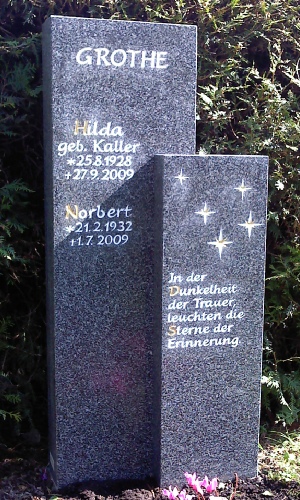 GROTHE
Hilda
geb. Kaller
*25.8.1928
+27.9.2009
Norbert
*21.2.1932
+1.7.2009
In der
Dunkelheit
der Trauer,
leuchten die
Sterne der
Erinnerung